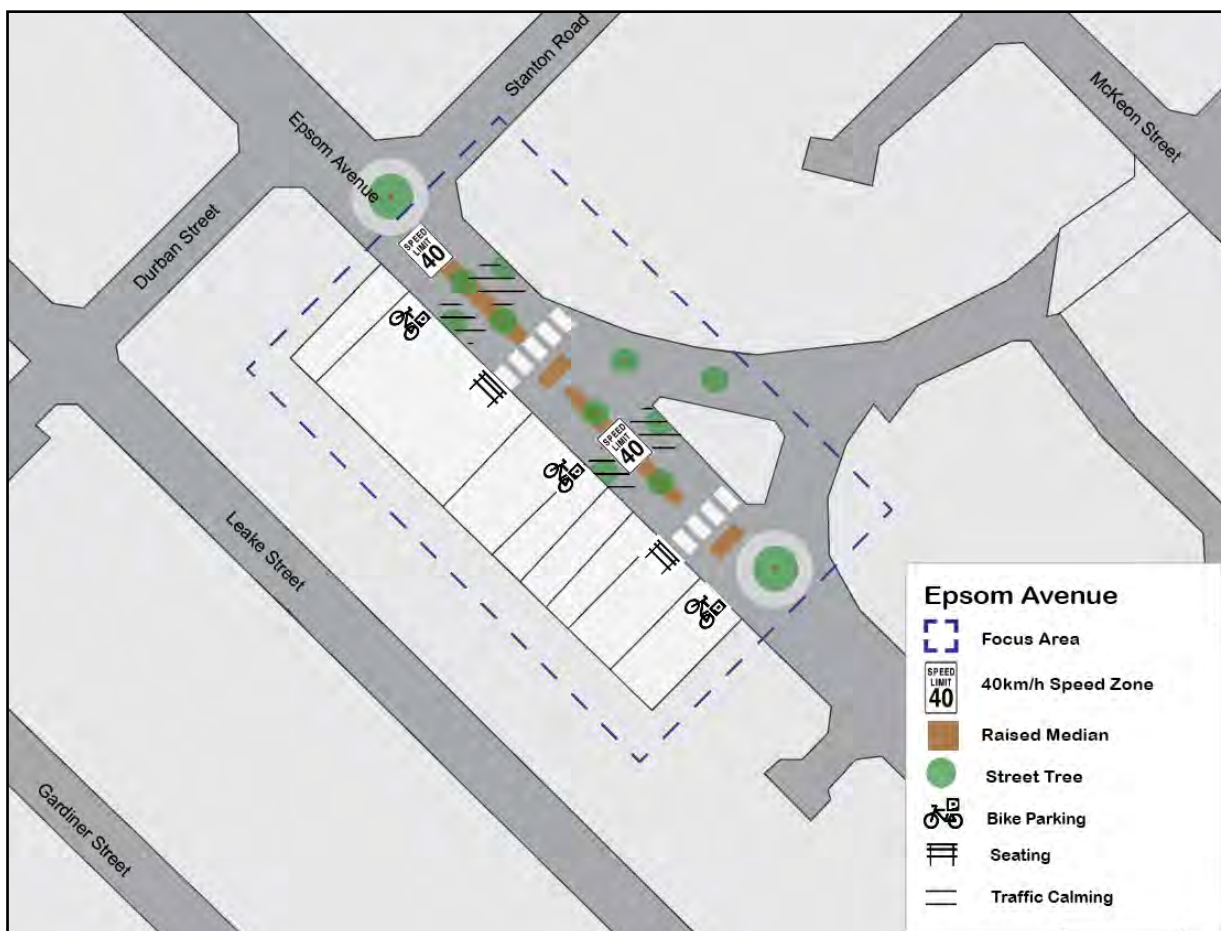 Stanton Road
McKeon Street
Epsom Avenue
Durban Street
SPEED
LIMIT
40
SPEED
LIMIT
40
Leake Street
Gardiner Street
Epsom Avenue
Focus Area
SPEED
LIMIT
40
40km/h Speed Zone
Raised Median
Street Tree
Bike Parking
Seating
Traffic Calming